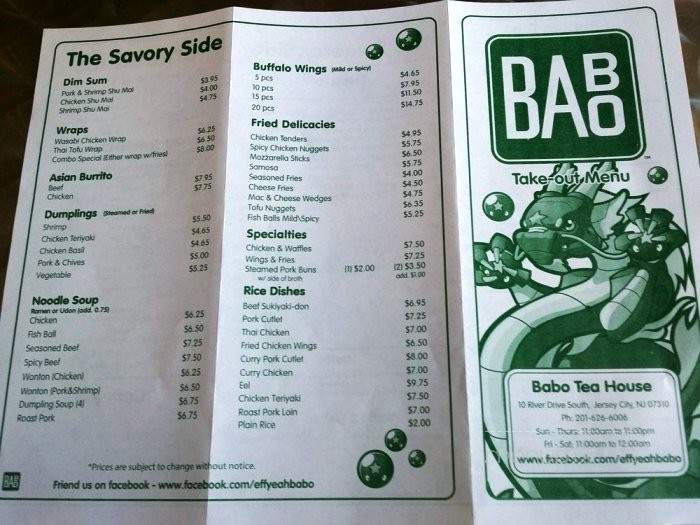 The Savory Side
Dim Sum
Pork & Shrimp Shu Mai $3.95
Chicken Shu Mai $4.00
Shrimp Shu Mai $4.75
Wraps
Wasabi Chicken Wrap $6.25
Thai Tofu Wrap $6.50
Combo Special (Either wrap w/fries) $8.00
Asian Burrito
Beef $7.95
Chicken $7.75
Dumplings (Steamed or Fried)
Shrimp $5.50
Chicken Teriyaki $4.65
Chicken Basil $4.65
Pork & Chives $5.00
Vegetable $5.25
Noodle Soup
Ramen or Udon (add. 0.75)
Chicken $6.25
Fish Ball $6.50
Seasoned Beef $7.25
Spicy Beef $7.50
Wonton (Chicken) $6.25
Wonton (Pork&Shrimp) $6.50
Dumpling Soup (4) $6.75
Roast Pork $6.75
Buffalo Wings (Mild or Spicy)
5 pcs $4.65
10 pcs $7.95
15 pcs $11.50
20 pcs $14.75
Fried Delicacies
Chicken Tenders $4.95
Spicy Chicken Nuggets $5.75
Mozzarella Sticks $6.50
Samosa $5.75
Seasoned Fries $4.00
Cheese Fries $4.50
Mac & Cheese Wedges $4.75
Tofu Nuggets $6.35
Fish Balls Mild\Spicy $5.25
Specialties
Chicken & Waffles $7.50
Wings & Fries $7.25
Steamed Pork Buns (1) $2.00 (2) $3.50
w/ side of broth add. $1.00
Rice Dishes
Beef Sukiyaki-don $6.95
Pork Cutlet $7.25
Thai Chicken $7.00
Fried Chicken Wings $6.50
Curry Pork Cutlet $8.00
Curry Chicken $7.00
Eel $9.75
Chicken Teriyaki $7.50
Roast Pork Loin $7.00
Plain Rice $2.00
*Prices are subject to change without notice.
Friend us on facebook - www.facebook.com/effyeahbabo
BABO
BABO
TM
Take-out Menu
Babo Tea House
10 River Drive South, Jersey City, NJ 07310
Ph: 201-626-6006
Sun - Thurs: 11:00am to 11:00pm
Fri - Sat: 11:00am to 12:00am
www.facebook.com/effyeahbabo